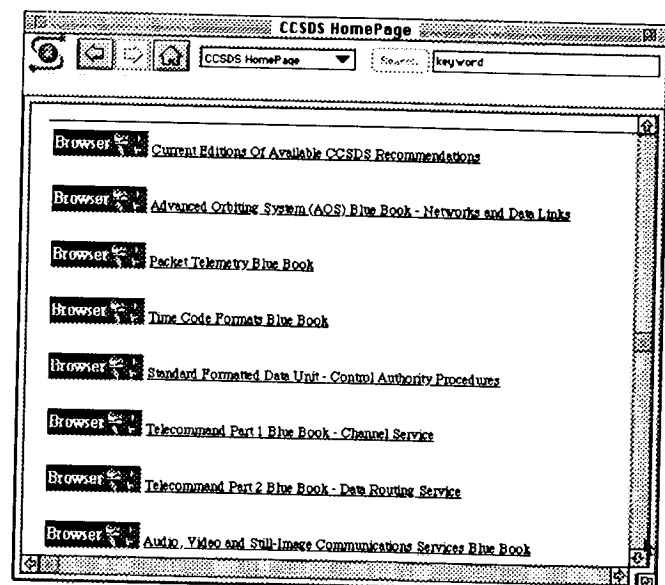 CCSDS HomePage
CCSDS HomePage Search keyword
Browser Current Editions Of Available CCSDS Recommendations
Browser Advanced Orbiting System (AOS) Blue Book - Networks and Data Links
Browser Packet Telemetry Blue Book
Browser Time Code Formats Blue Book
Browser Standard Formatted Data Unit - Control Authority Procedures
Browser Telecommand Part 1 Blue Book - Channel Service
Browser Telecommand Part 2 Blue Book - Data Routing Service
Browser Audio, Video and Still-Image Communications Services Blue Book